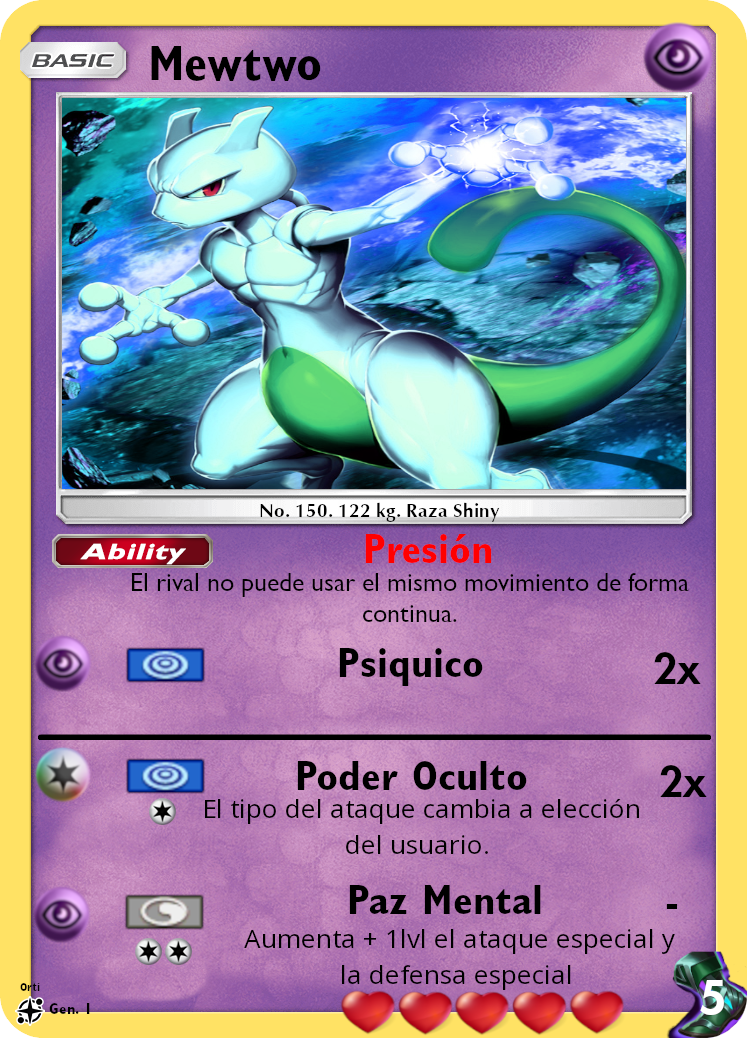 BASIC Mewtwo
No. 150. 122 kg. Raza Shiny
Ability Presión
El rival no puede usar el mismo movimiento de forma
continua.
Psiquico 2x
Poder Oculto 2x
El tipo del ataque cambia a elección
del usuario.
Paz Mental -
Aumenta + 1lvl el ataque especial y
la defensa especial
Orti
Gen. I
5